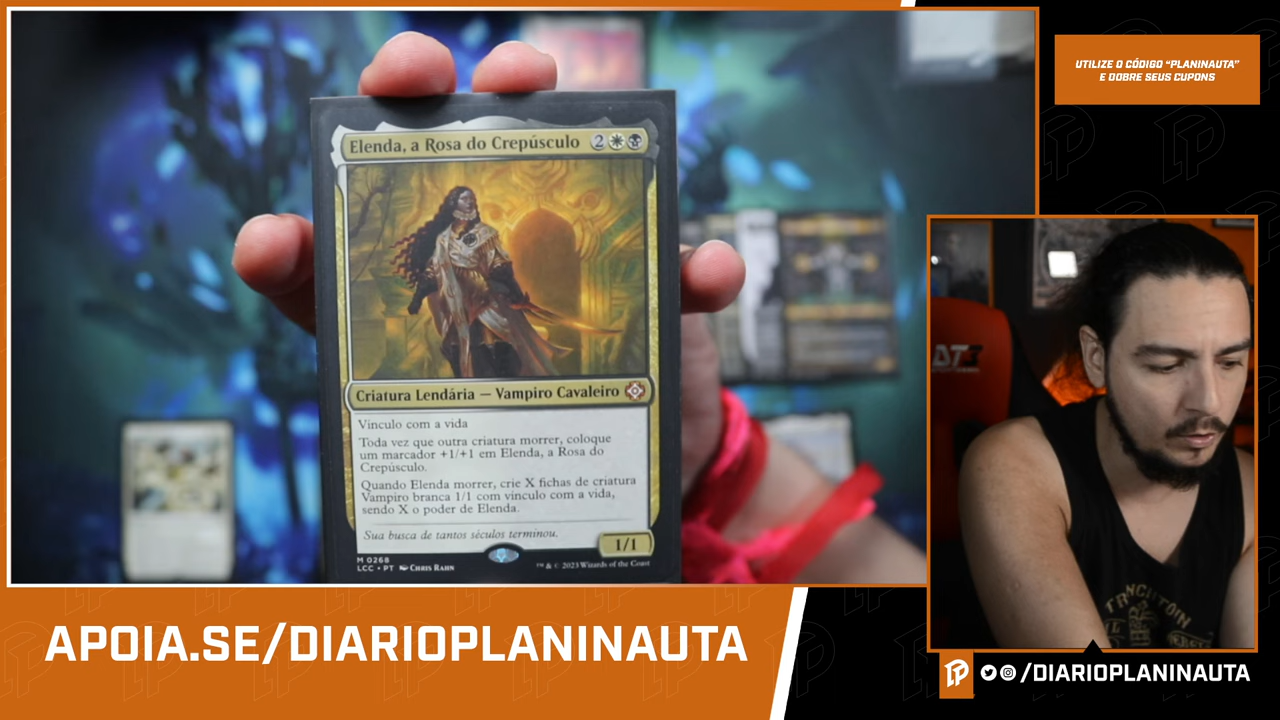 UTILIZE O CÓDIGO "PLANINAUTA"
E DOBRE SEUS CUPONS
Elenda, a Rosa do Crepúsculo 2
Criatura Lendária — Vampiro Cavaleiro
Vínculo com a vida
Toda vez que outra criatura morrer, coloque
um marcador +1/+1 em Elenda, a Rosa do
Crepúsculo.
Quando Elenda morrer, crie X fichas de criatura
Vampiro branca 1/1 com vínculo com a vida,
sendo X o poder de Elenda.
Sua busca de tantos séculos terminou.
1/1
M 0268
LCC • PT Chris Rahn
™ & © 2023 Wizards of the Coast
APOIA.SE/DIARIOPLANINAUTA
/DIARIOPLANINAUTA